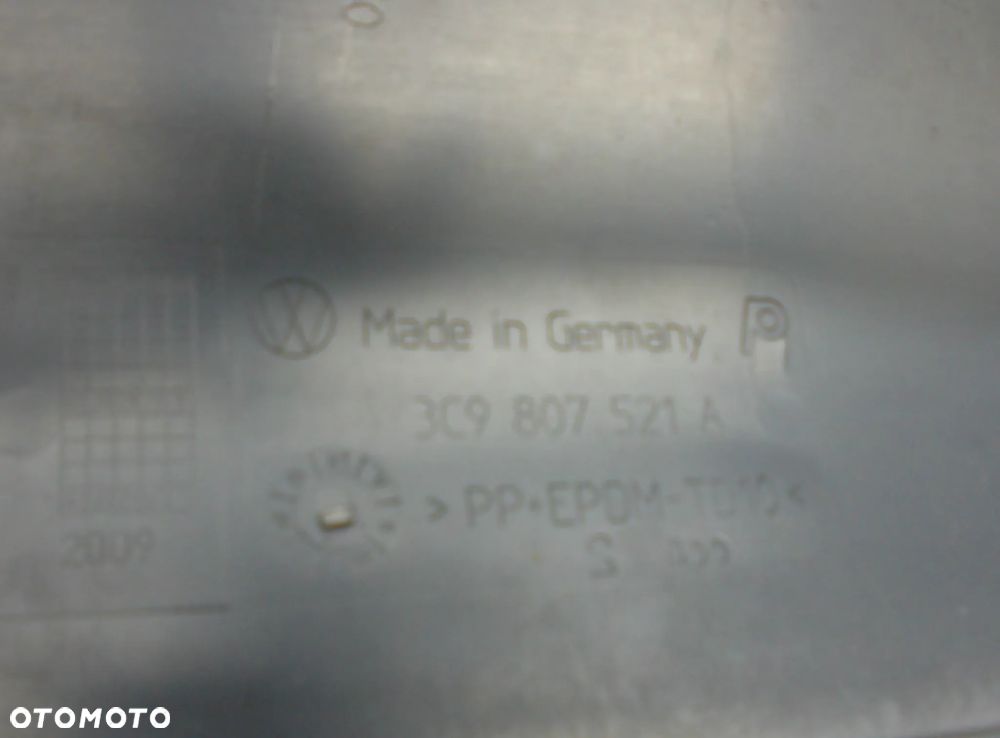 Made in Germany
3C9 807 521 A
>PP+EPDM-TD10<
S
2009
OTOMOTO